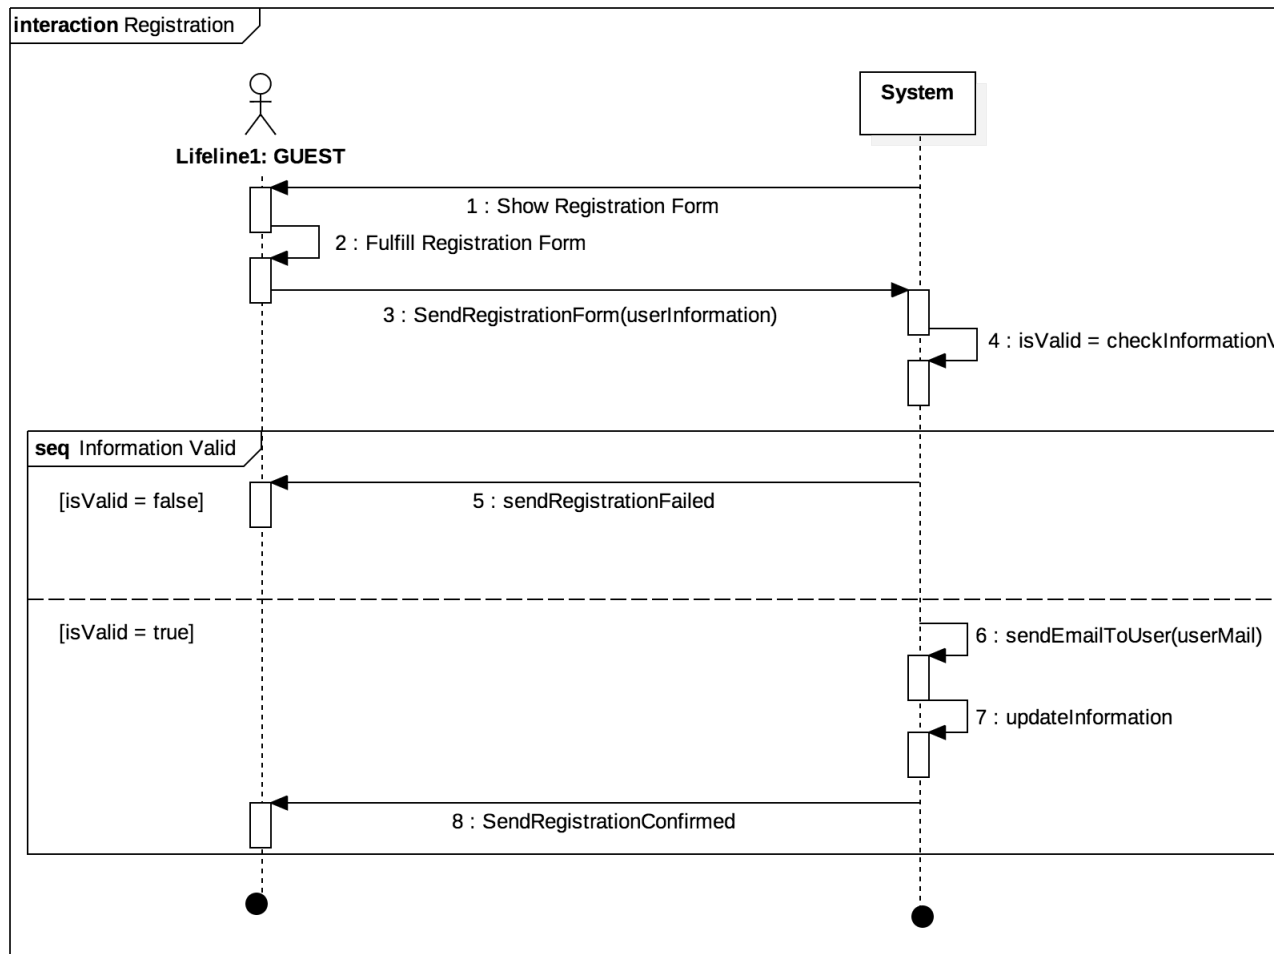 interaction Registration
System
Lifeline1: GUEST
1 : Show Registration Form
2 : Fulfill Registration Form
3 : SendRegistrationForm(userInformation)
4 : isValid =
seq Information Valid
[isValid = false]
5 : sendRegistrationFailed
[isValid = true]
6 : sendEmailToUser(userMail)
7 : updateInformation
8 : SendRegistrationConfirmed